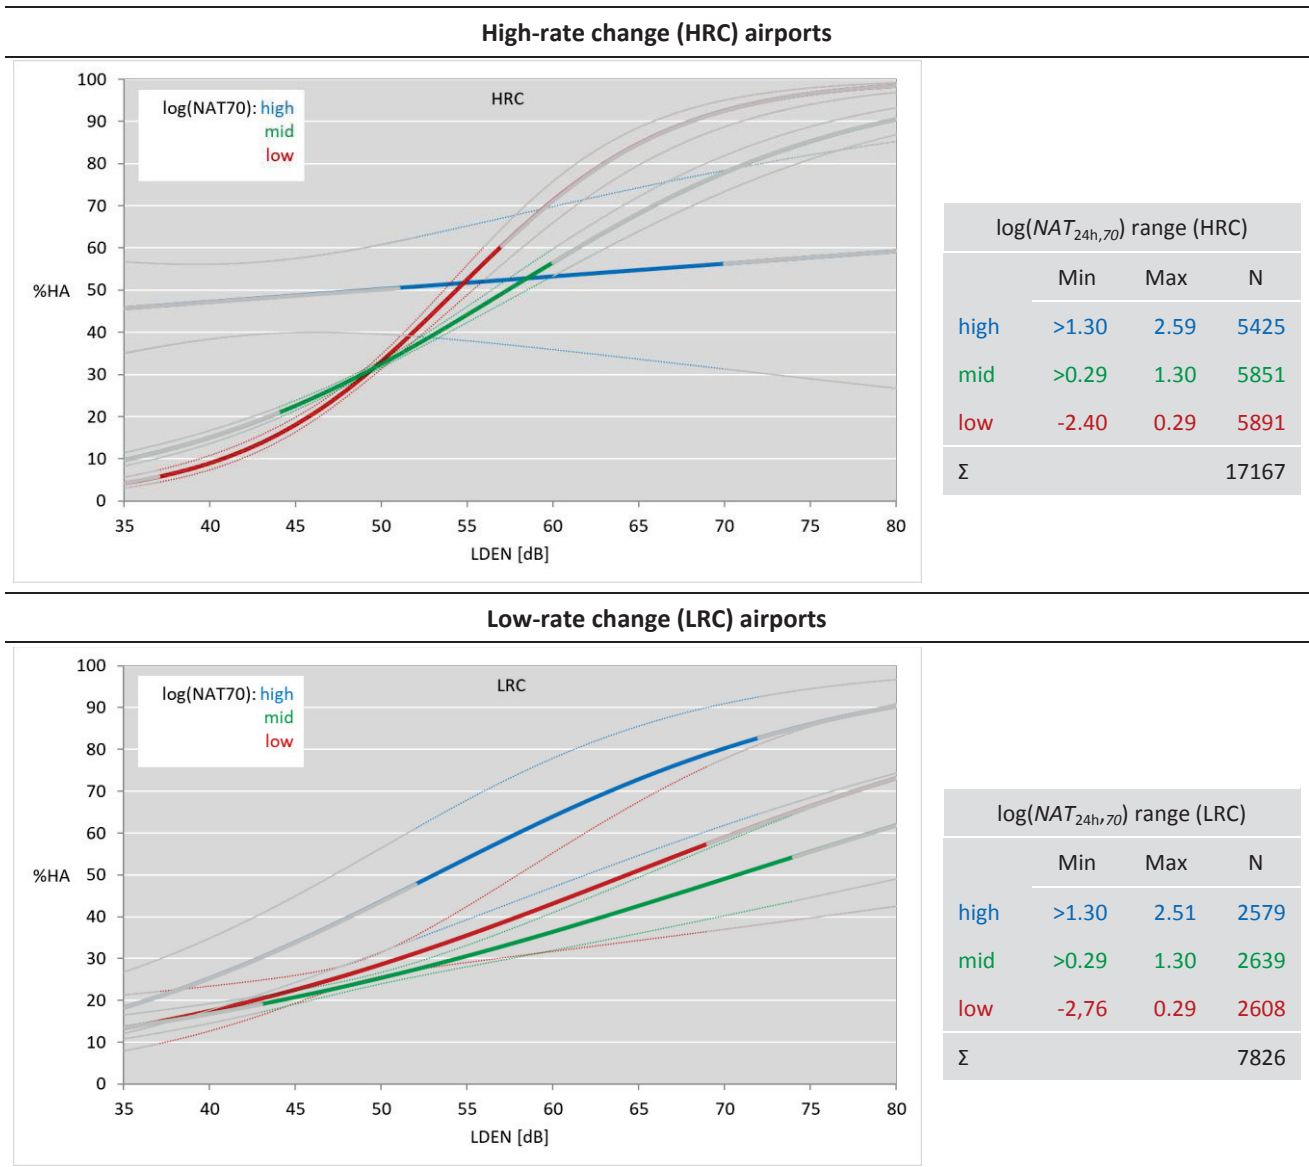 High-rate change (HRC) airports
HRC
log(NAT70): high
mid
low
100
90
80
70
60
50
40
30
20
10
0
%HA
35 40 45 50 55 60 65 70 75 80
LDEN [dB]
log(NAT24h,70) range (HRC)
Min Max N
high >1.30 2.59 5425
mid >0.29 1.30 5851
low -2.40 0.29 5891
Σ 17167
Low-rate change (LRC) airports
LRC
log(NAT70): high
mid
low
100
90
80
70
60
50
40
30
20
10
0
%HA
35 40 45 50 55 60 65 70 75 80
LDEN [dB]
log(NAT24h,70) range (LRC)
Min Max N
high >1.30 2.51 2579
mid >0.29 1.30 2639
low -2,76 0.29 2608
Σ 7826